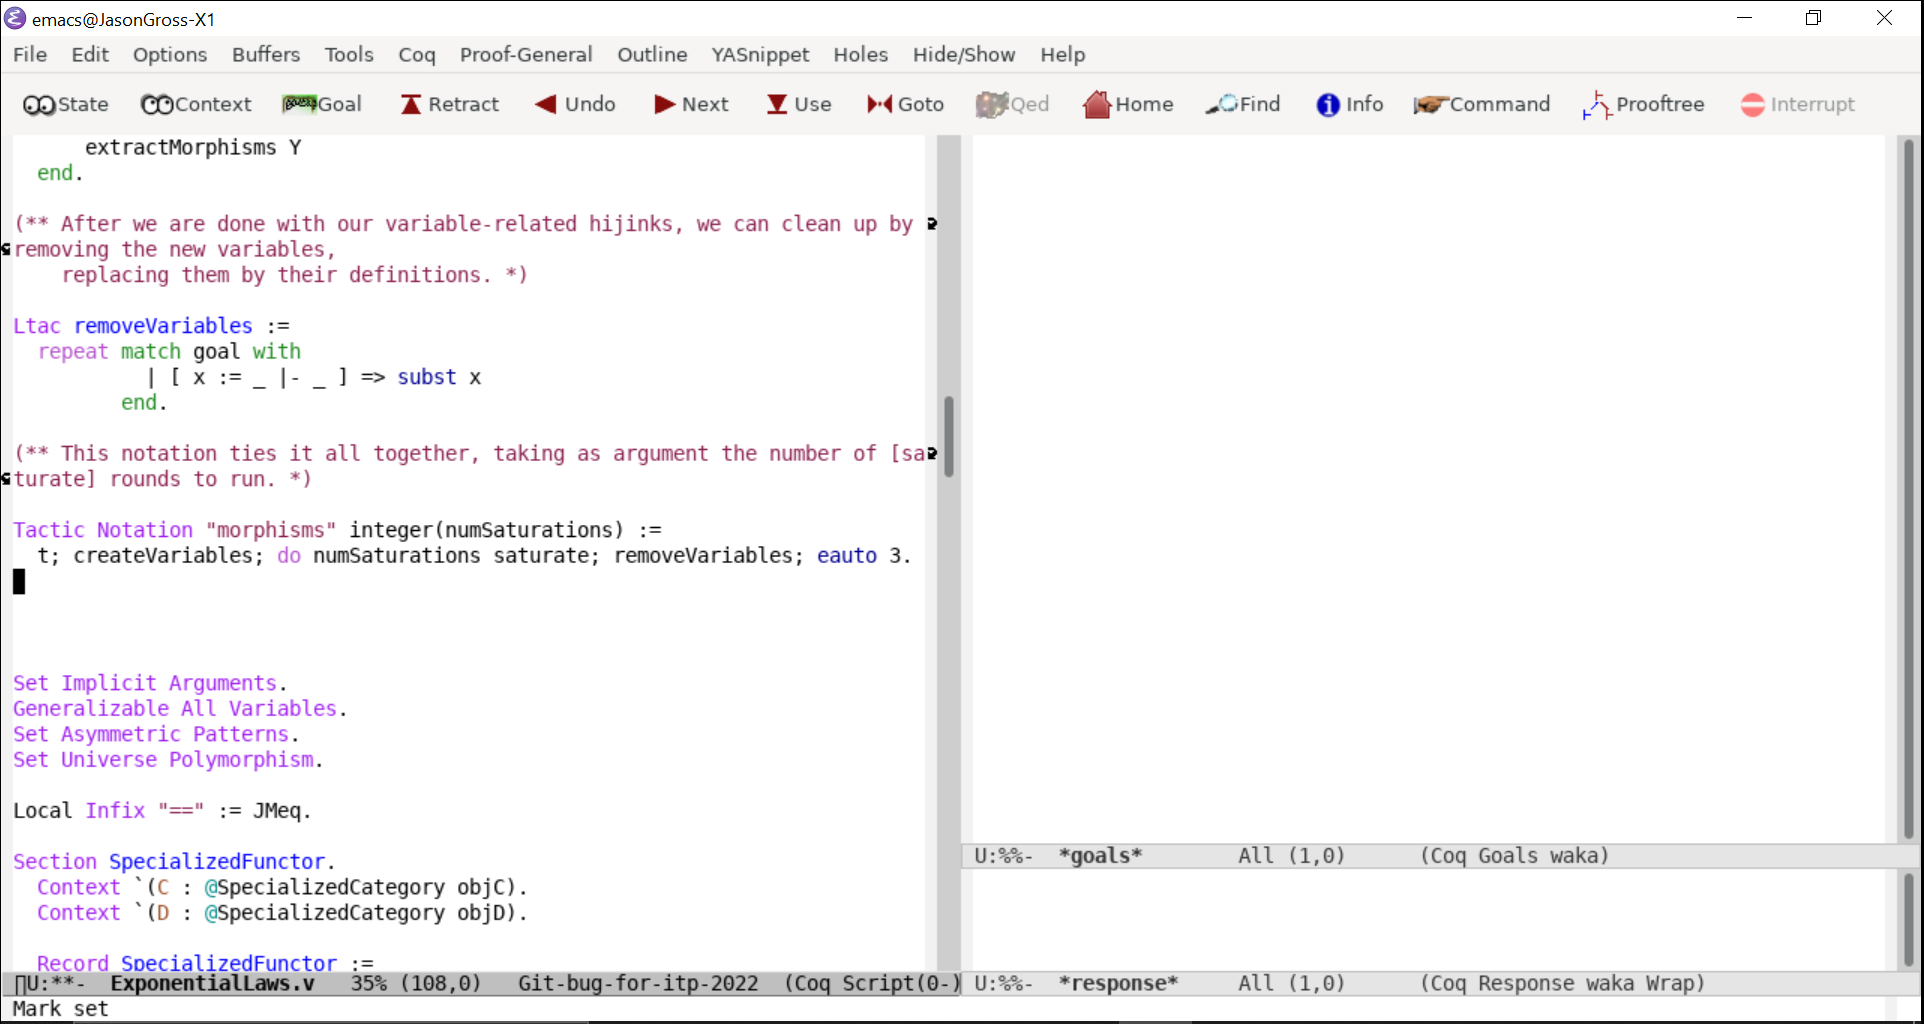 emacs@JasonGross-X1
File Edit Options Buffers Tools Coq Proof-General Outline YASnippet Holes Hide/Show Help
State Context Goal Retract Undo Next Use Goto Qed Home Find Info Command Prooftree Interrupt
extractMorphisms Y
end.
(** After we are done with our variable-related hijinks, we can clean up by
removing the new variables,
replacing them by their definitions. *)
Ltac removeVariables :=
repeat match goal with
| [ x := _ |- _ ] => subst x
end.
(** This notation ties it all together, taking as argument the number of [sa
turate] rounds to run. *)
Tactic Notation "morphisms" integer(numSaturations) :=
t; createVariables; do numSaturations saturate; removeVariables; eauto 3.
Set Implicit Arguments.
Generalizable All Variables.
Set Asymmetric Patterns.
Set Universe Polymorphism.
Local Infix "==" := JMeq.
Section SpecializedFunctor.
Context `(C : @SpecializedCategory objC).
Context `(D : @SpecializedCategory objD).
Record SpecializedFunctor :=
U:**- ExponentialLaws.v 35% (108,0) Git-bug-for-itp-2022 (Coq Script(0-)
Mark set
U:%%- *goals* All (1,0) (Coq Goals waka)
U:%%- *response* All (1,0) (Coq Response waka Wrap)